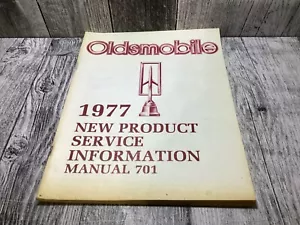 Oldsmobile
1977
NEW PRODUCT
SERVICE
INFORMATION
MANUAL 701